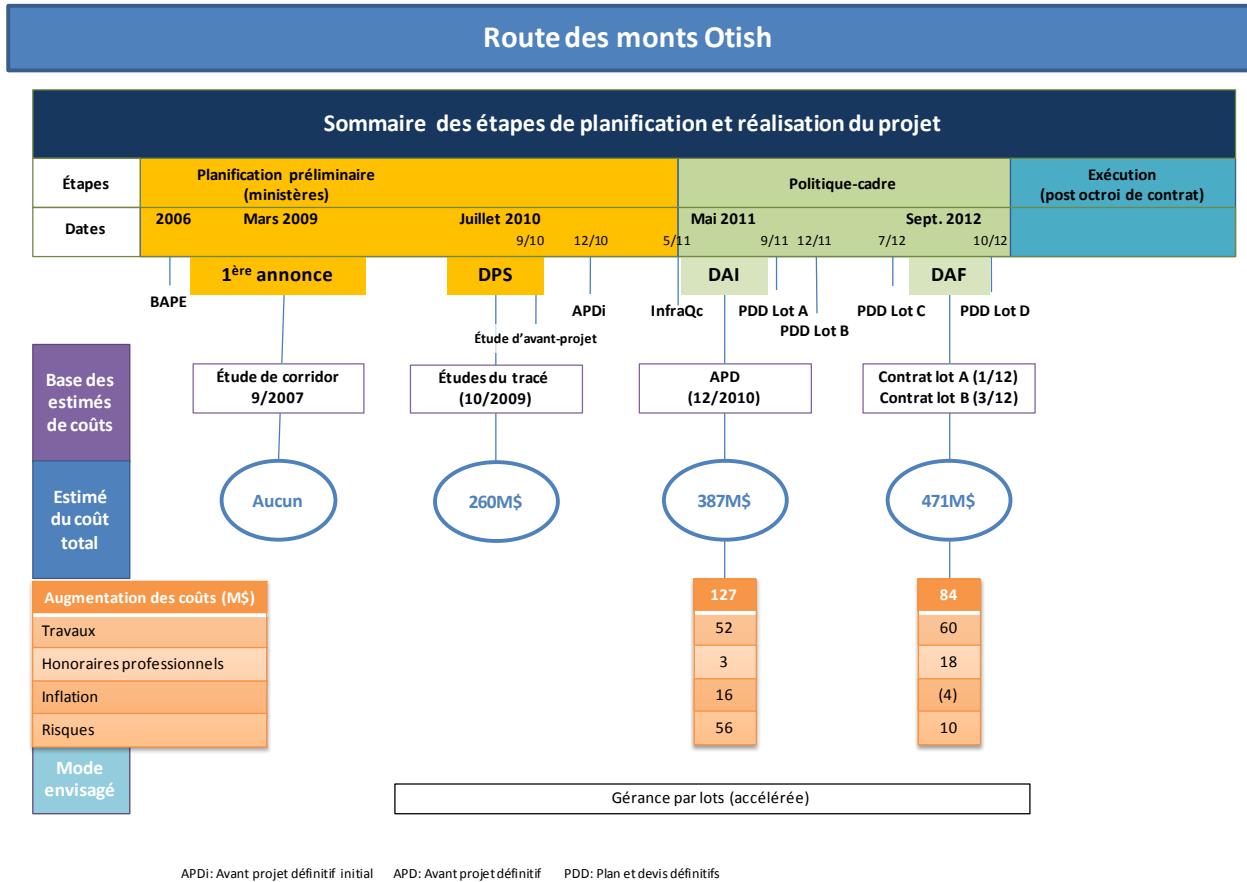 Route des monts Otish
Sommaire des étapes de planification et réalisation du projet
Étapes
Planification préliminaire
(ministères)
Politique-cadre
Exécution
(post octroi de contrat)
Dates
2006 Mars 2009 Juillet 2010 Mai 2011 Sept. 2012
9/10 12/10 5/11 9/11 12/11 7/12 10/12
1ère annonce DPS DAI DAF
BAPE APDi InfraQc PDD Lot A PDD Lot C PDD Lot D
PDD Lot B
Étude d'avant-projet
Base des
estimés
de coûts
Étude de corridor
9/2007
Études du tracé
(10/2009)
APD
(12/2010)
Contrat lot A (1/12)
Contrat lot B (3/12)
Estimé
du coût
total
Aucun 260M$ 387M$ 471M$
Augmentation des coûts (M$) 127 84
Travaux 52 60
Honoraires professionnels 3 18
Inflation 16 (4)
Risques 56 10
Mode
envisagé
Gérance par lots (accélérée)
APDi: Avant projet définitif initial APD: Avant projet définitif PDD: Plan et devis définitifs